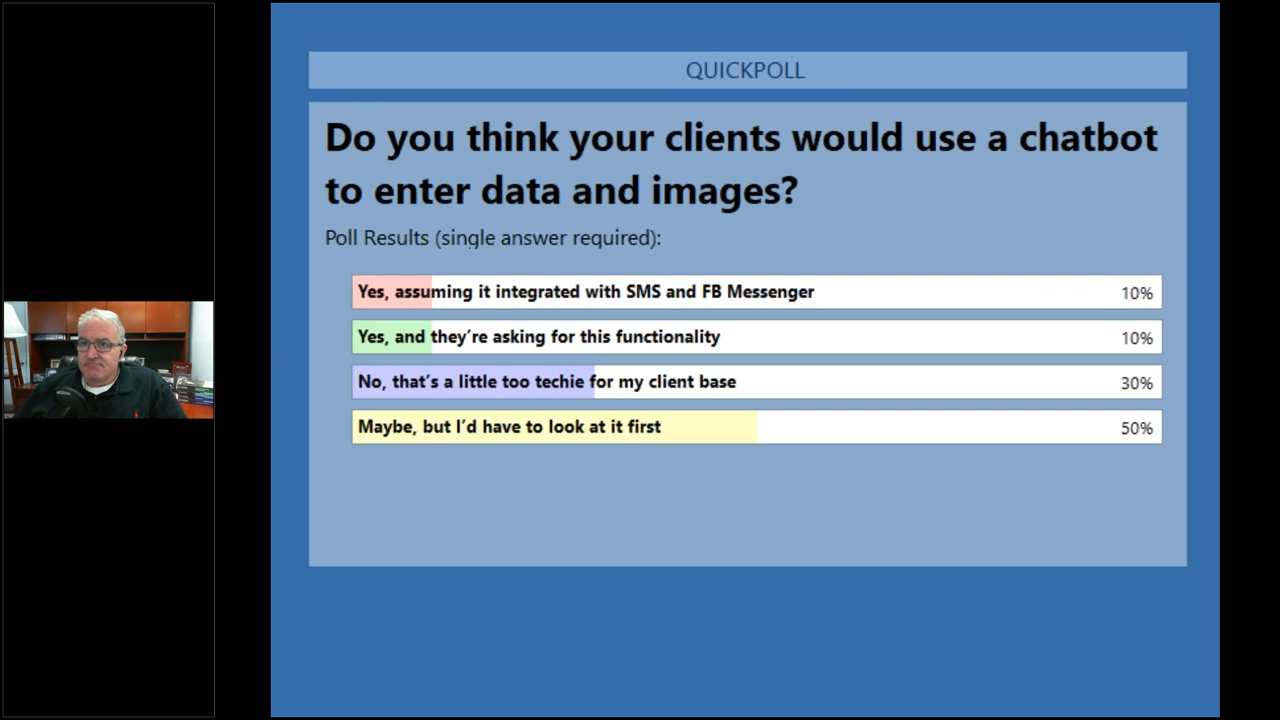 QUICKPOLL
Do you think your clients would use a chatbot
to enter data and images?
Poll Results (single answer required):
Yes, assuming it integrated with SMS and FB Messenger 10%
Yes, and they’re asking for this functionality 10%
No, that’s a little too techie for my client base 30%
Maybe, but I’d have to look at it first 50%